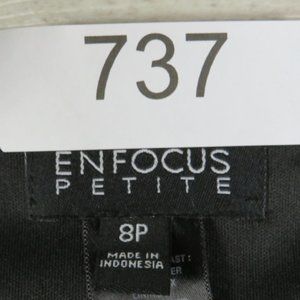 737
ENFOCUS
PETITE
8P
MADE IN
INDONESIA